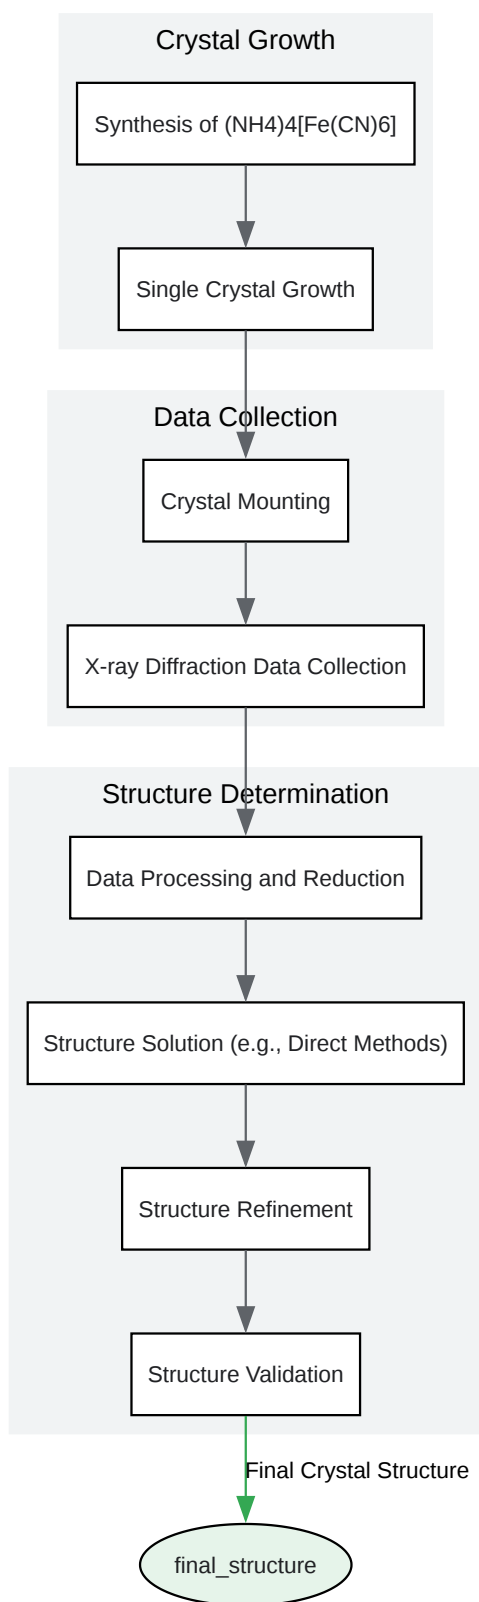 Crystal Growth
Synthesis of (NH4)4[Fe(CN)6]
Single Crystal Growth
Data Collection
Crystal Mounting
X-ray Diffraction Data Collection
Structure Determination
Data Processing and Reduction
Structure Solution (e.g., Direct Methods)
Structure Refinement
Structure Validation
Final Crystal Structure
final_structure